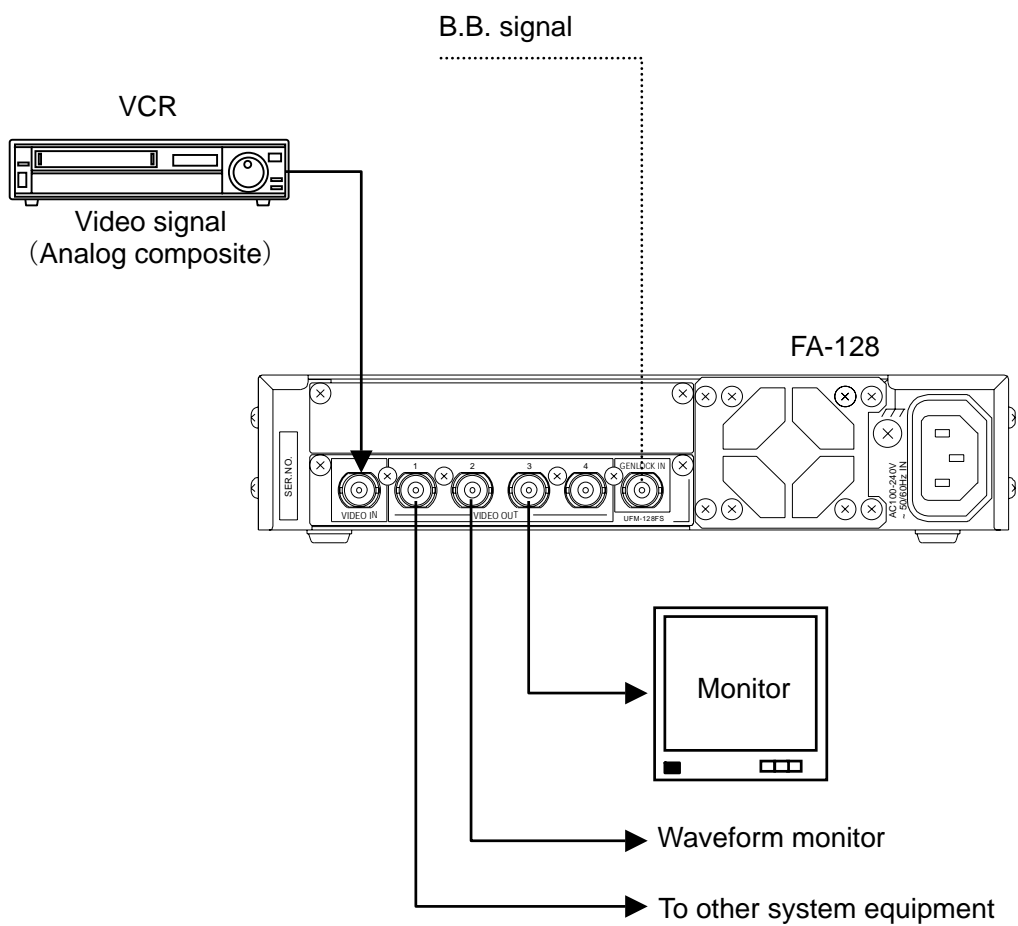 B.B. signal
VCR
Video signal
（Analog composite）
FA-128
SER.NO.
1 2 3 4 GENLOCK IN
VIDEO IN
VIDEO OUT
UFM-128FS
AC100-240V
~ 50/60Hz IN
Monitor
Waveform monitor
To other system equipment